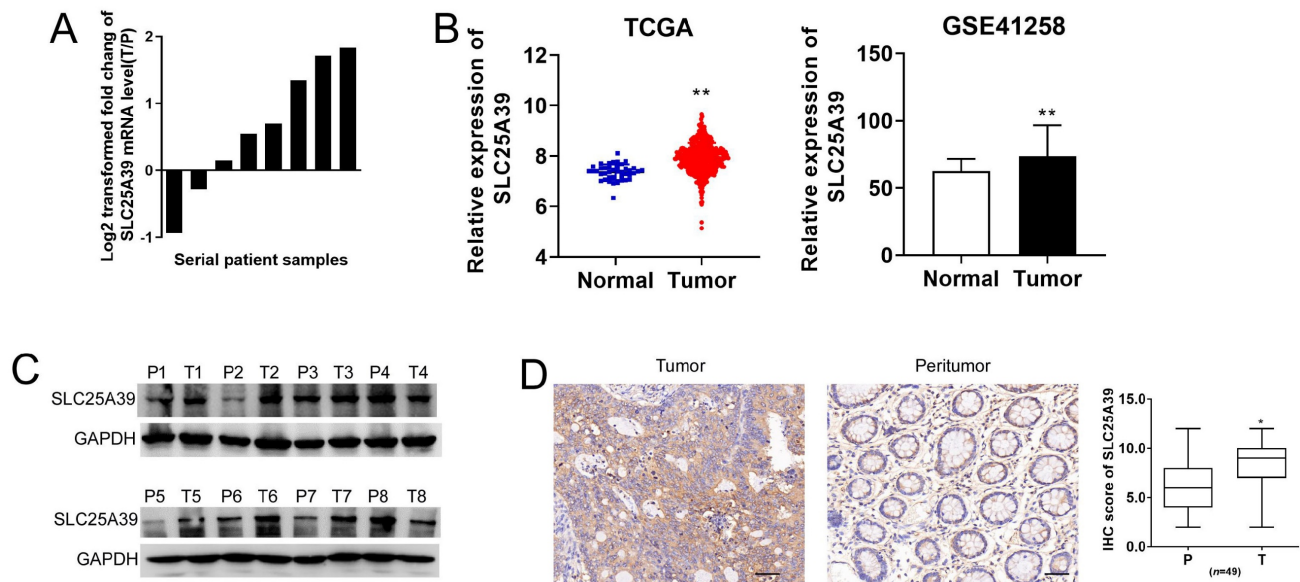 A
Log2 transformed fold change of
SLC25A39 mRNA level(T/P)
2
1
0
-1
Serial patient samples
B
TCGA
Relative expression of
SLC25A39
12
10
8
6
4
**
Normal Tumor
GSE41258
Relative expression of
SLC25A39
150
100
50
0
**
Normal Tumor
C
P1 T1 P2 T2 P3 T3 P4 T4
SLC25A39
GAPDH
P5 T5 P6 T6 P7 T7 P8 T8
SLC25A39
GAPDH
D
Tumor
Peritumor
IHC score of SLC25A39
15.0
10.0
5.0
0.0
*
P T
(n=49)